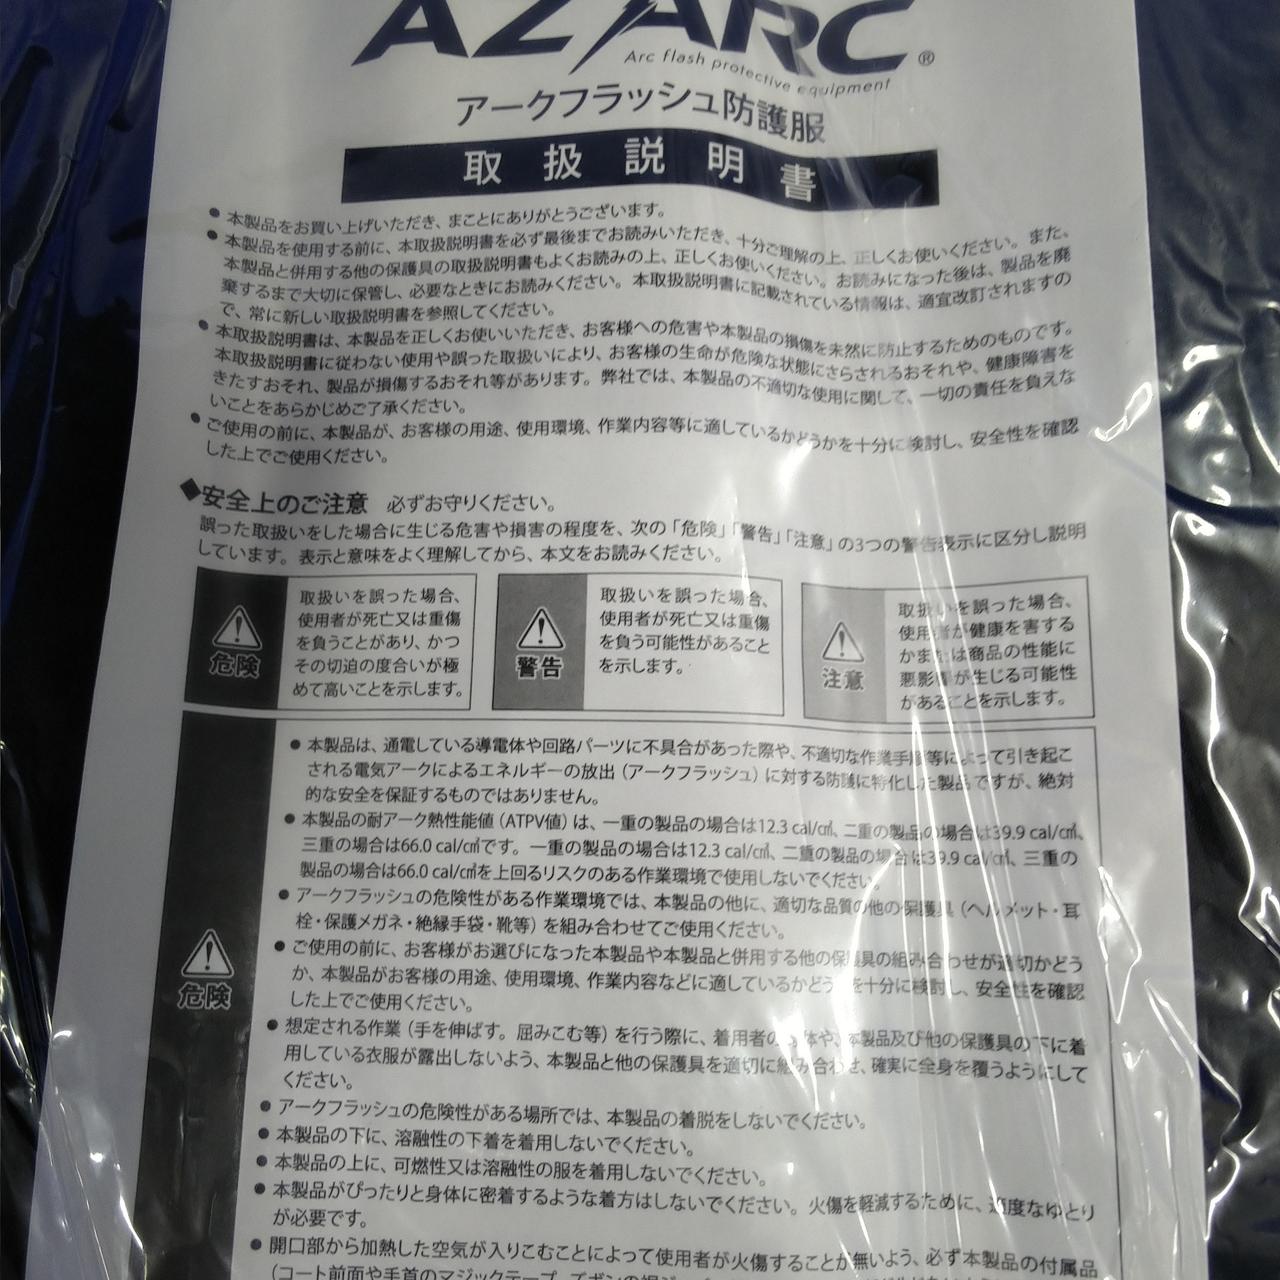 AZARC®
Arc flash protective equipment
アークフラッシュ防護服
取扱説明書
● 本製品をお買い上げいただき、まことにありがとうございます。
● 本製品を使用する前に、本取扱説明書を必ず最後までお読みいただき、十分ご理解の上、正しくお使いください。また、
本製品と併用する他の保護具の取扱説明書もよくお読みの上、正しくお使いください。お読みになった後は、製品を廃
棄するまで大切に保管し、必要なときにお読みください。本取扱説明書に記載されている情報は、適宜改訂されますの
で、常に新しい取扱説明書を参照してください。
● 本取扱説明書は、本製品を正しくお使いいただき、お客様への危害や本製品の損傷を未然に防止するためのものです。
本取扱説明書に従わない使用や誤った取扱いにより、お客様の生命が危険な状態にさらされるおそれや、健康障害を
きたすおそれ、製品が損傷するおそれ等があります。弊社では、本製品の不適切な使用に関して、一切の責任を負えな
いことをあらかじめご了承ください。
● ご使用の前に、本製品が、お客様の用途、使用環境、作業内容等に適しているかどうかを十分に検討し、安全性を確認
した上でご使用ください。
◆安全上のご注意 必ずお守りください。
誤った取扱いをした場合に生じる危害や損害の程度を、次の「危険」「警告」「注意」の3つの警告表示に区分し説明
しています。表示と意味をよく理解してから、本文をお読みください。
危険
取扱いを誤った場合、
使用者が死亡又は重傷
を負うことがあり、かつ
その切迫の度合いが極
めて高いことを示します。
警告
取扱いを誤った場合、
使用者が死亡又は重傷
を負う可能性があること
を示します。
注意
取扱いを誤った場合、
使用者が健康を害する
かまたは商品の性能に
悪影響が生じる可能性
があることを示します。
危険
● 本製品は、通電している導電体や回路パーツに不具合があった際や、不適切な作業手順等によって引き起こ
される電気アークによるエネルギーの放出（アークフラッシュ）に対する防護に特化した製品ですが、絶対
的な安全を保証するものではありません。
● 本製品の耐アーク熱性能値（ATPV値）は、一重の製品の場合は12.3 cal/㎠、二重の製品の場合は39.9 cal/㎠、
三重の場合は66.0 cal/㎠です。一重の製品の場合は12.3 cal/㎠、二重の製品の場合は39.9 cal/㎠、三重の
製品の場合は66.0 cal/㎠を上回るリスクのある作業環境で使用しないでください。
● アークフラッシュの危険性がある作業環境では、本製品の他に、適切な品質の他の保護具（ヘルメット・耳
栓・保護メガネ・絶縁手袋・靴等）を組み合わせてご使用ください。
● ご使用の前に、お客様がお選びになった本製品や本製品と併用する他の保護具の組み合わせが適切かどう
か、本製品がお客様の用途、使用環境、作業内容などに適しているかどうかを十分に検討し、安全性を確認
した上でご使用ください。
● 想定される作業（手を伸ばす。屈みこむ等）を行う際に、着用者の身体や、本製品及び他の保護具の下に着
用している衣服が露出しないよう、本製品と他の保護具を適切に組み合わせ、確実に全身を覆うようにして
ください。
● アークフラッシュの危険性がある場所では、本製品の着脱をしないでください。
● 本製品の下に、溶融性の下着を着用しないでください。
● 本製品の上に、可燃性又は溶融性の服を着用しないでください。
● 本製品がぴったりと身体に密着するような着方はしないでください。火傷を軽減するために、適度なゆとり
が必要です。
● 開口部から加熱した空気が入りこむことによって使用者が火傷することが無いよう、必ず本製品の付属品
（コート前面や手首のマジックテープ、ズボンの裾